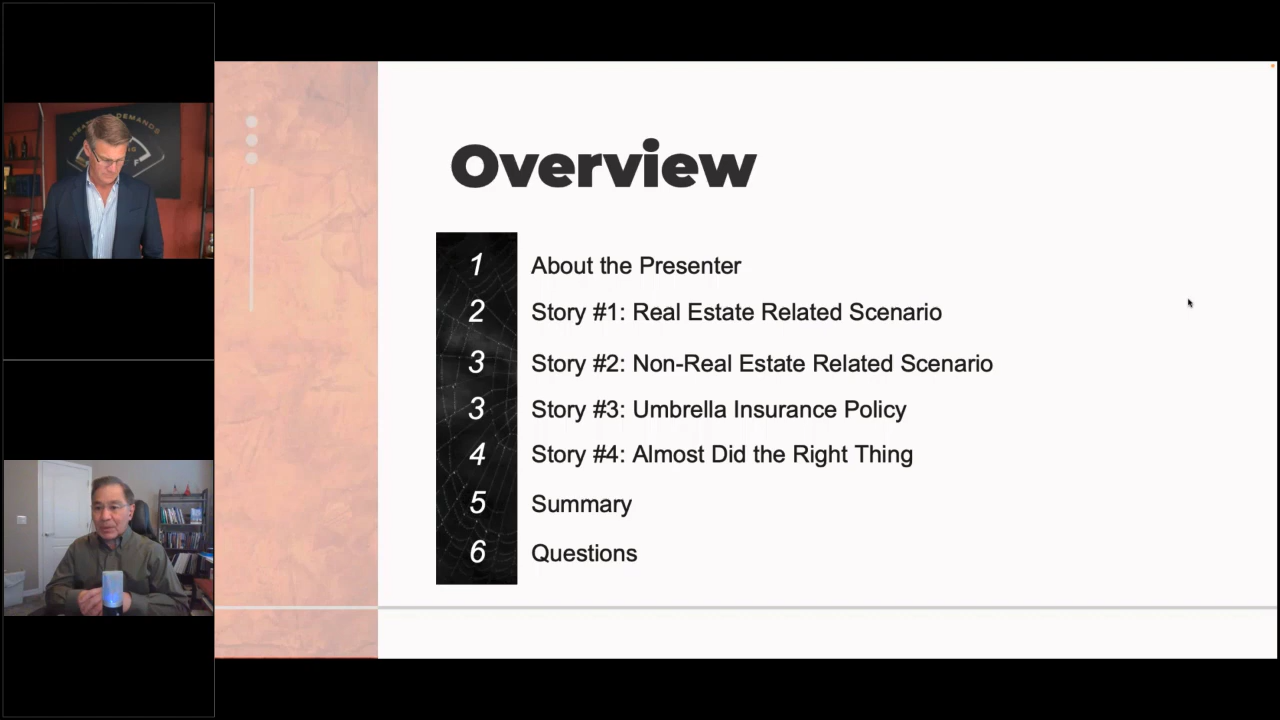 Overview
1 About the Presenter
2 Story #1: Real Estate Related Scenario
3 Story #2: Non-Real Estate Related Scenario
3 Story #3: Umbrella Insurance Policy
4 Story #4: Almost Did the Right Thing
5 Summary
6 Questions